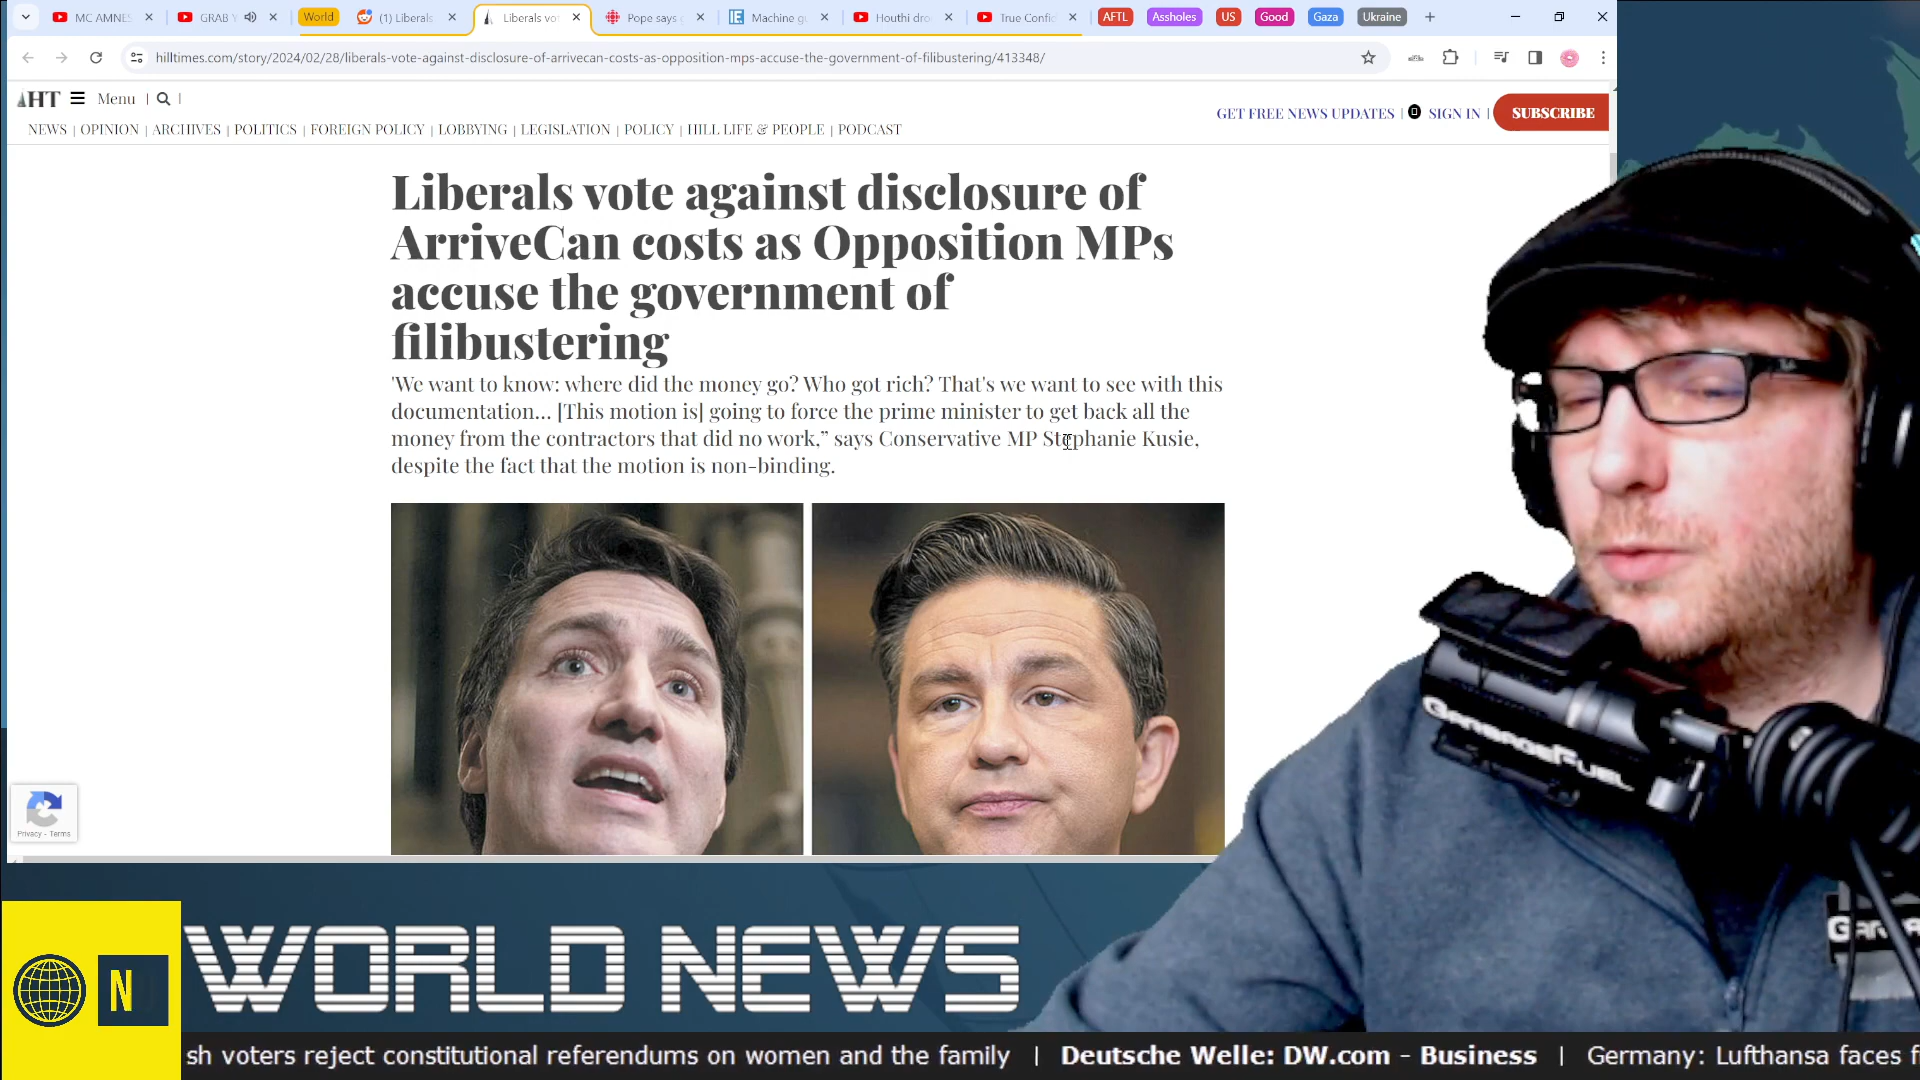 MC AMNES
GRAB Y
World
(1) Liberals
Liberals vot
Pope says
Machine gu
Houthi dro
True Confid
AFTL
Assholes
US
Good
Gaza
Ukraine
hilltimes.com/story/2024/02/28/liberals-vote-against-disclosure-of-arrivecan-costs-as-opposition-mps-accuse-the-government-of-filibustering/413348/
HT Menu | |
GET FREE NEWS UPDATES | SIGN IN | SUBSCRIBE
NEWS | OPINION | ARCHIVES | POLITICS | FOREIGN POLICY | LOBBYING | LEGISLATION | POLICY | HILL LIFE & PEOPLE | PODCAST
Liberals vote against disclosure of
ArriveCan costs as Opposition MPs
accuse the government of
filibustering
'We want to know: where did the money go? Who got rich? That's we want to see with this
documentation... [This motion is] going to force the prime minister to get back all the
money from the contractors that did no work,” says Conservative MP Stephanie Kusie,
despite the fact that the motion is non-binding.
Privacy - Terms
GARBAGEFUEL
GAR
N
WORLD NEWS
sh voters reject constitutional referendums on women and the family | Deutsche Welle: DW.com - Business | Germany: Lufthansa faces f